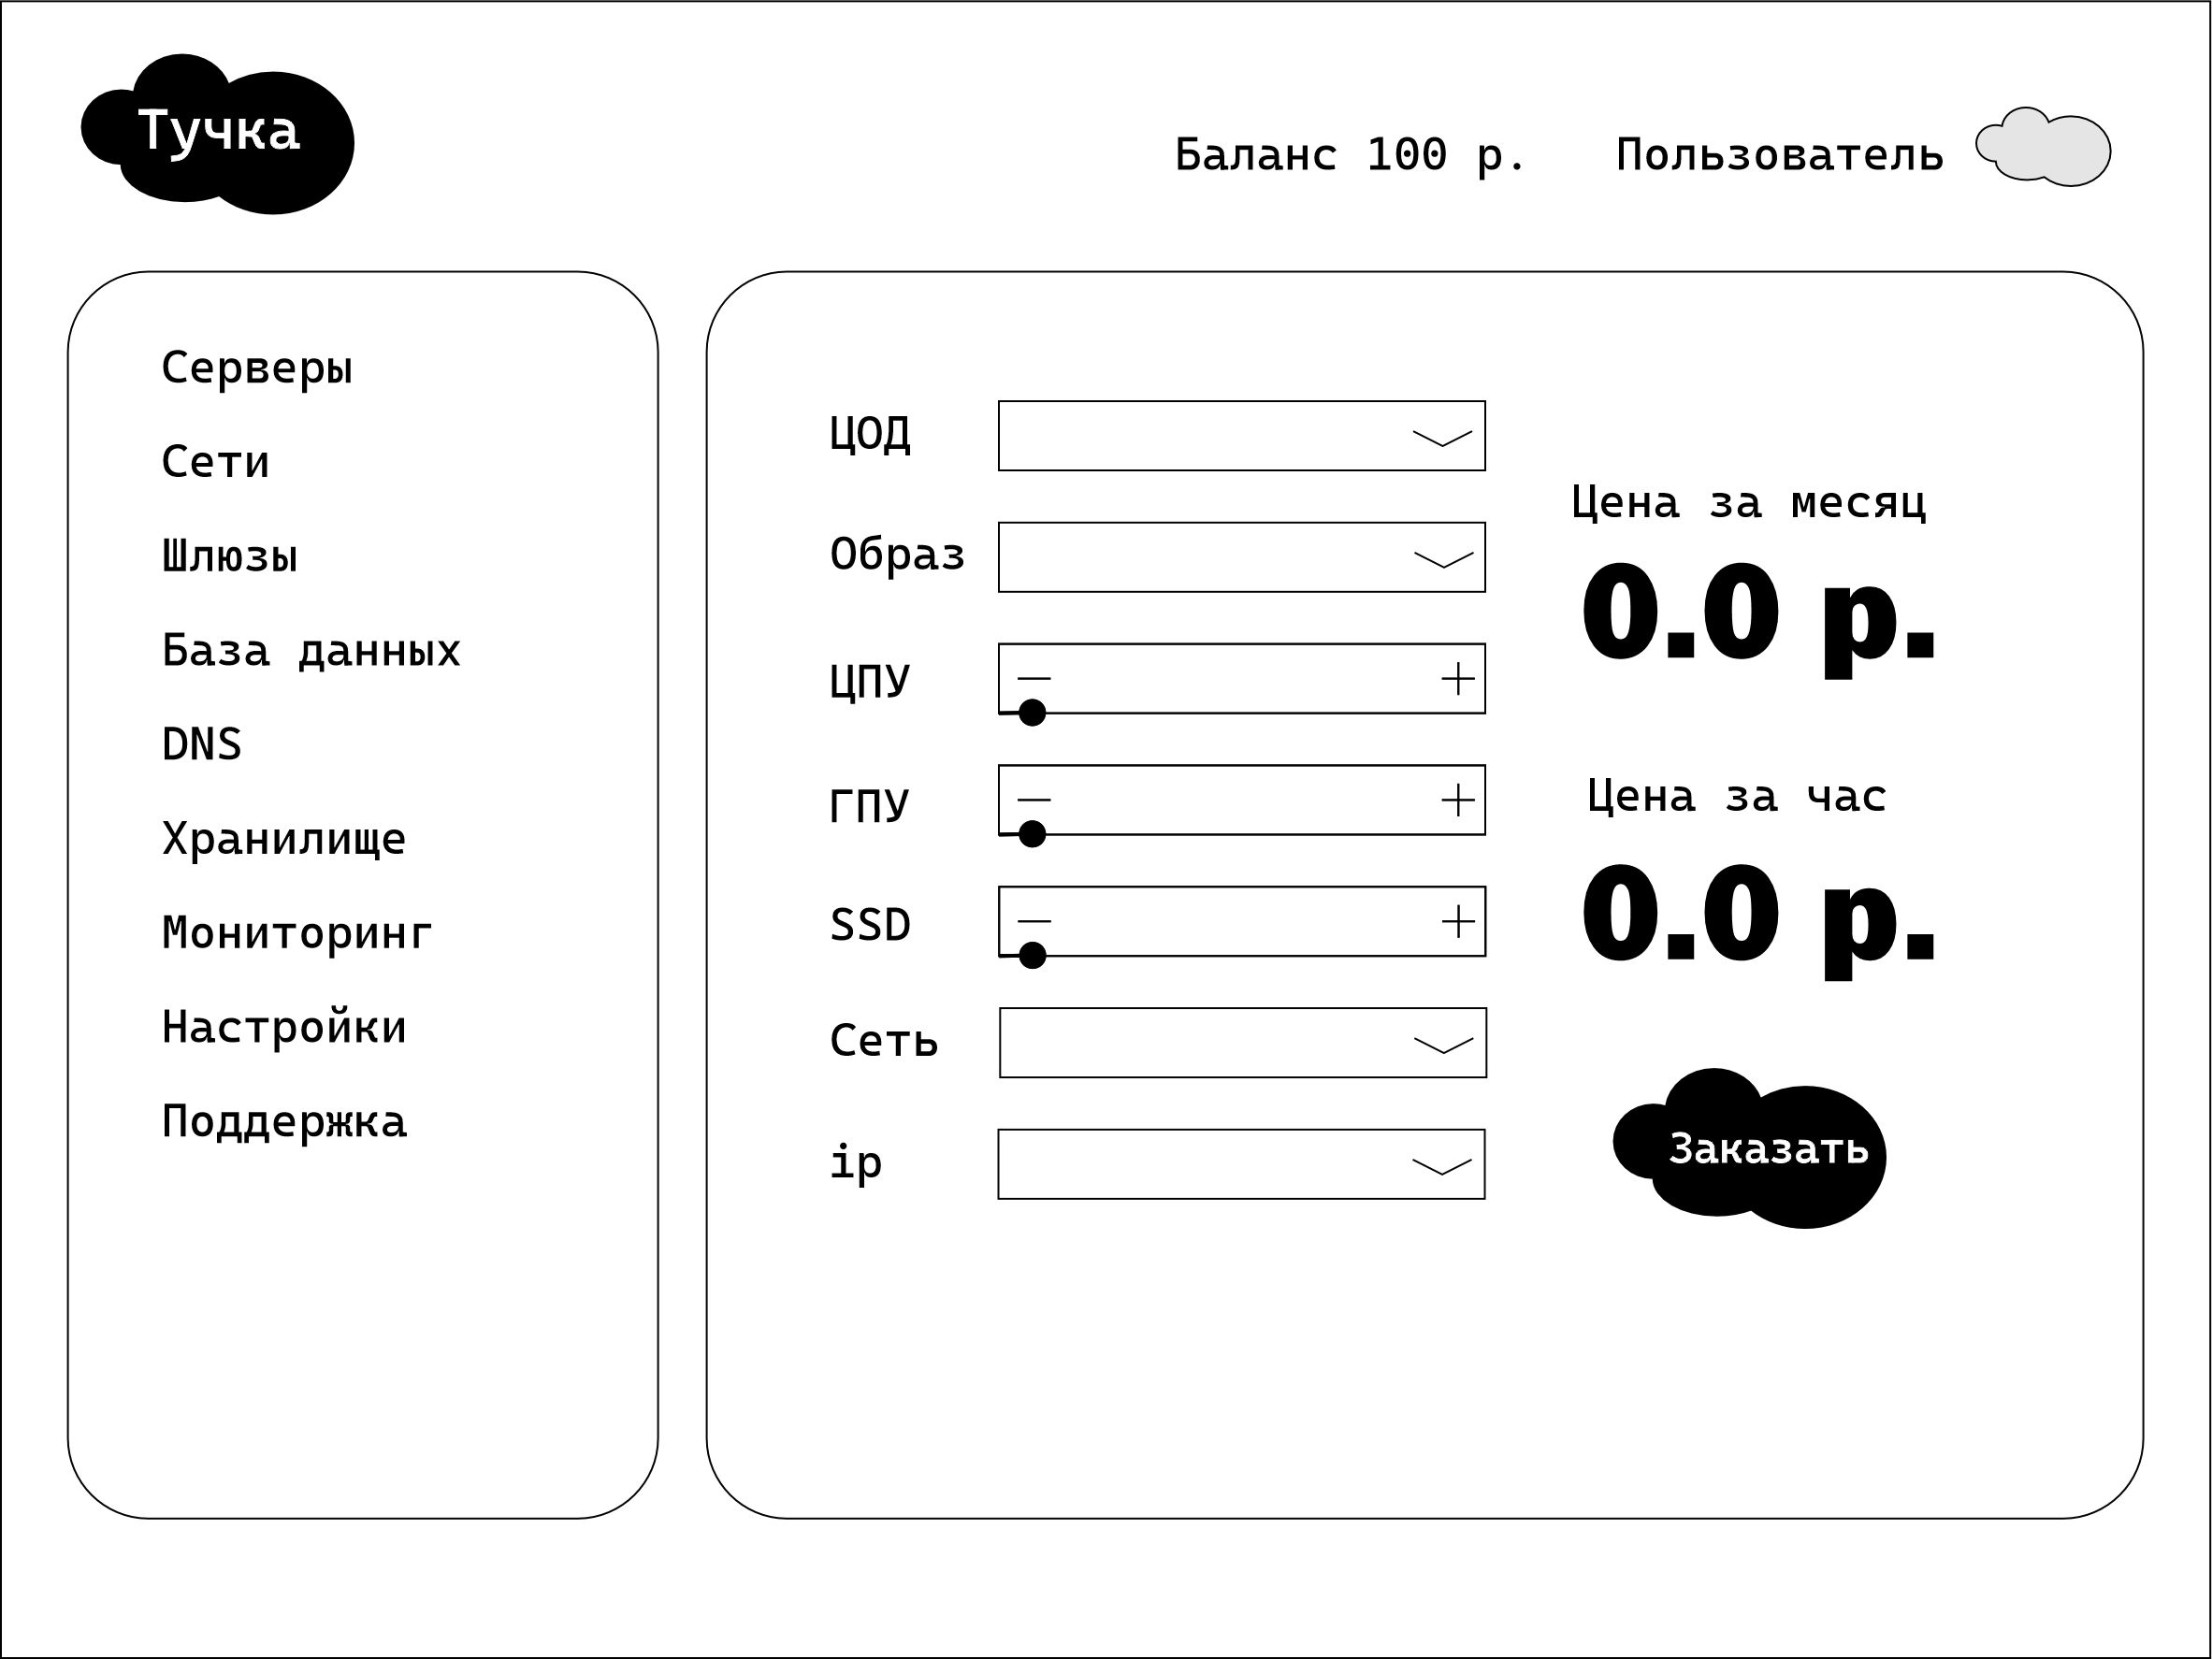 Тучка
Баланс 100 р.
Пользователь
Серверы
Сети
Шлюзы
База данных
DNS
Хранилище
Мониторинг
Настройки
Поддержка
ЦОД
Образ
ЦПУ
ГПУ
SSD
Сеть
ip
Цена за месяц
0.0 р.
Цена за час
0.0 р.
Заказать